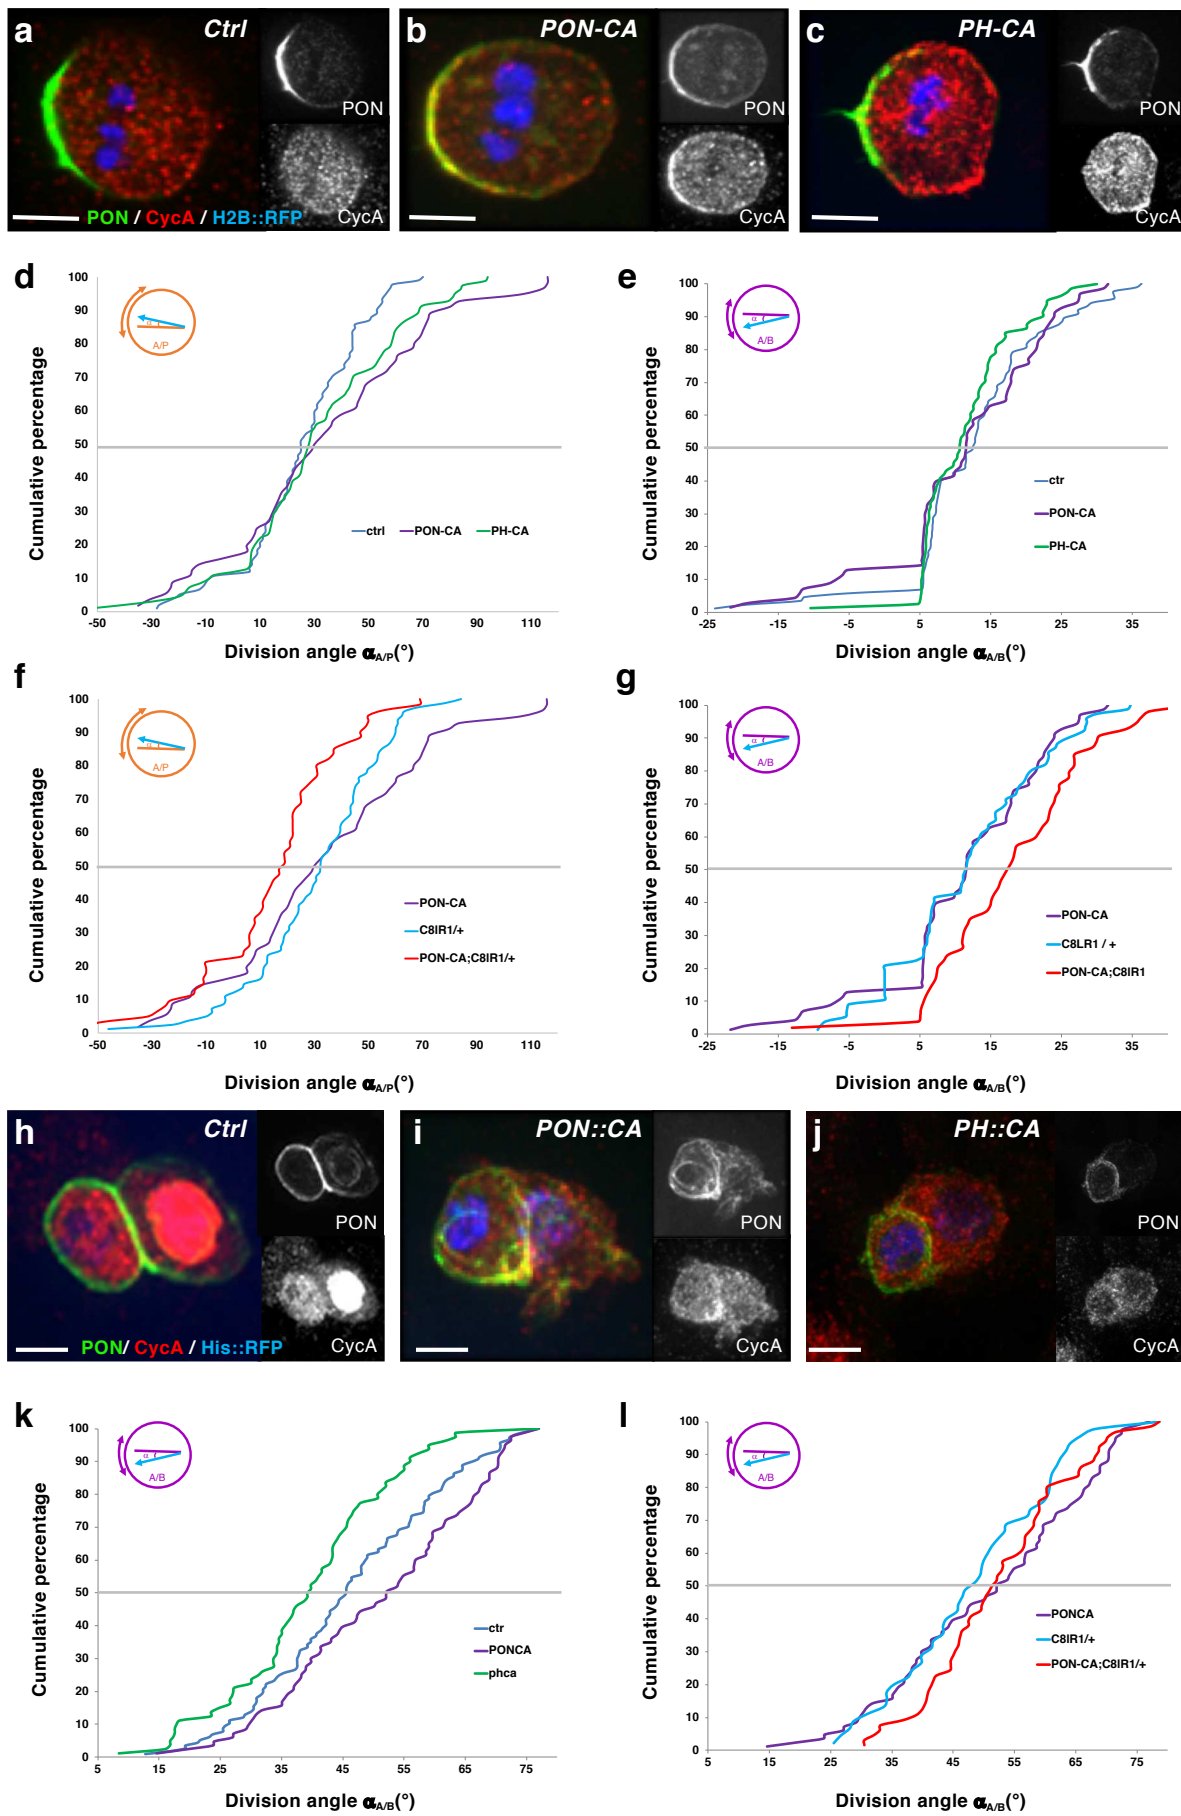 a Ctrl
PON
CycA
PON / CycA / H2B::RFP
b PON-CA
PON
CycA
c PH-CA
PON
CycA
d
Cumulative percentage
100
90
80
70
60
50
40
30
20
10
0
α
A/P
ctrl PON-CA PH-CA
-50 -30 -10 10 30 50 70 90 110
Division angle αA/P(°)
e
Cumulative percentage
100
90
80
70
60
50
40
30
20
10
0
α
A/B
ctr
PON-CA
PH-CA
-25 -15 -5 5 15 25 35
Division angle αA/B(°)
f
Cumulative percentage
100
90
80
70
60
50
40
30
20
10
0
α
A/P
PON-CA
C8IR1/+
PON-CA;C8IR1/+
-50 -30 -10 10 30 50 70 90 110
Division angle αA/P(°)
g
Cumulative percentage
100
90
80
70
60
50
40
30
20
10
0
α
A/B
PON-CA
C8LR1 / +
PON-CA;C8IR1
-25 -15 -5 5 15 25 35
Division angle αA/B(°)
h Ctrl
PON
CycA
PON/ CycA / His::RFP
i PON::CA
PON
CycA
j PH::CA
PON
CycA
k
Cumulative percentage
100
90
80
70
60
50
40
30
20
10
0
α
A/B
ctr
PONCA
phca
5 15 25 35 45 55 65 75
Division angle αA/B(°)
l
Cumulative percentage
100
90
80
70
60
50
40
30
20
10
0
α
A/B
PONCA
C8IR1/+
PON-CA;C8IR1/+
5 15 25 35 45 55 65 75
Division angle αA/B(°)